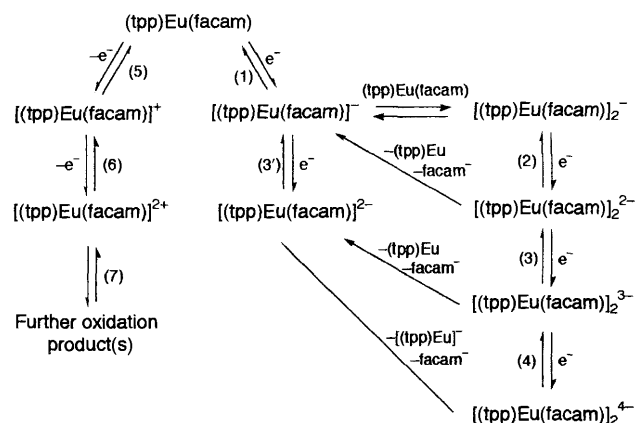 (tpp)Eu(facam)
–e⁻ (5) (1) e⁻
[(tpp)Eu(facam)]⁺ [(tpp)Eu(facam)]⁻ (tpp)Eu(facam) [(tpp)Eu(facam)]₂⁻
–e⁻ (6) (3') e⁻ –(tpp)Eu –facam⁻ (2) e⁻
[(tpp)Eu(facam)]²⁺ [(tpp)Eu(facam)]²⁻ [(tpp)Eu(facam)]₂²⁻
(7) –(tpp)Eu –facam⁻ (3) e⁻
Further oxidation
product(s)
[(tpp)Eu(facam)]₂³⁻
–[(tpp)Eu]⁻
–facam⁻ (4) e⁻
[(tpp)Eu(facam)]₂⁴⁻